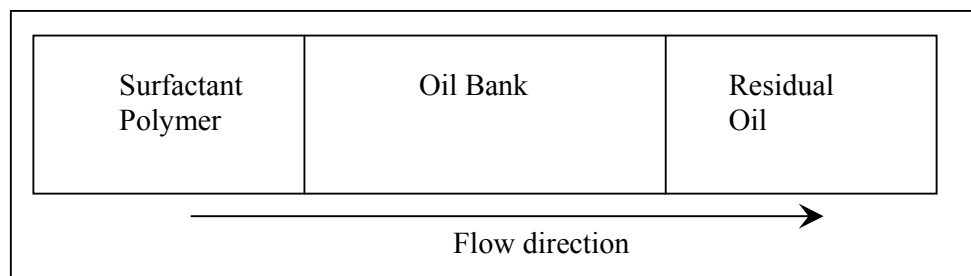 Surfactant
Polymer
Oil Bank
Residual
Oil
Flow direction